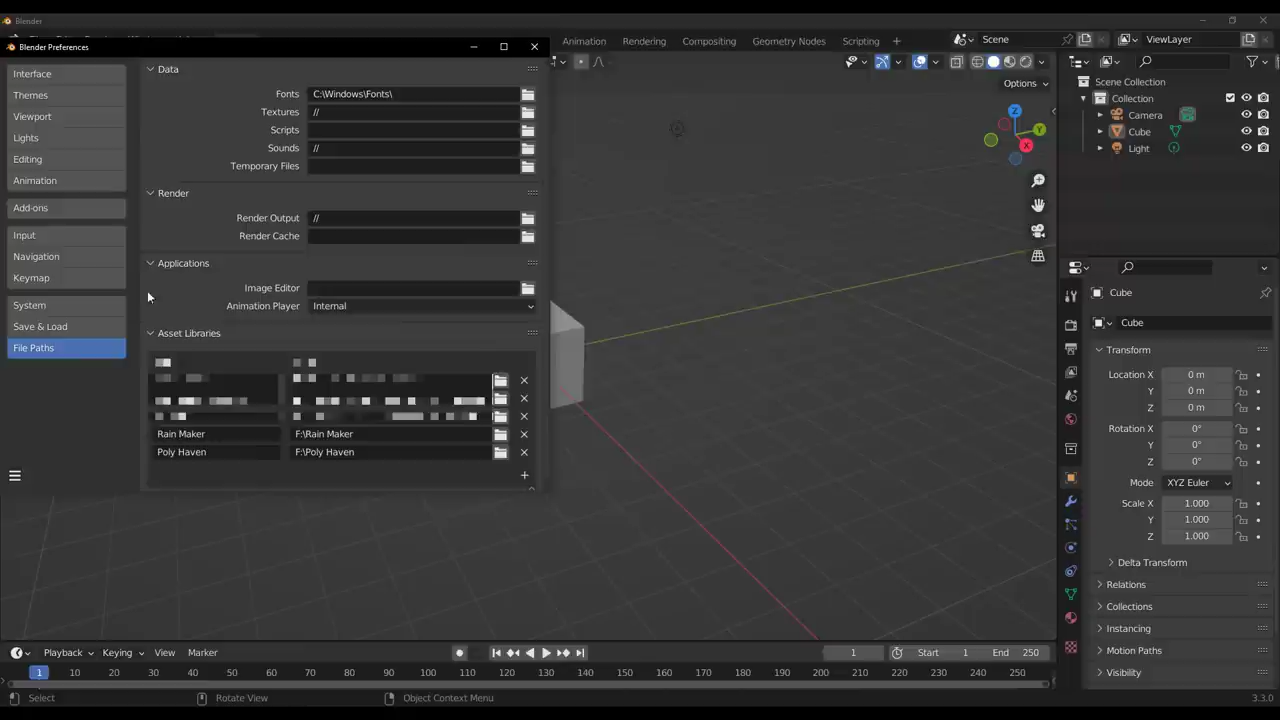 Blender
Blender Preferences
Animation Rendering Compositing Geometry Nodes Scripting
Scene
ViewLayer
Interface
Themes
Viewport
Lights
Editing
Animation
Add-ons
Input
Navigation
Keymap
System
Save & Load
File Paths
Data
Fonts C:\Windows\Fonts\
Textures //
Scripts
Sounds //
Temporary Files
Render
Render Output //
Render Cache
Applications
Image Editor
Animation Player Internal
Asset Libraries
Rain Maker F:\Rain Maker
Poly Haven F:\Poly Haven
Options
Z
Y
X
Scene Collection
Collection
Camera
Cube
Light
Cube
Cube
Transform
Location X 0 m
Y 0 m
Z 0 m
Rotation X 0°
Y 0°
Z 0°
Mode XYZ Euler
Scale X 1.000
Y 1.000
Z 1.000
Delta Transform
Relations
Collections
Instancing
Motion Paths
Visibility
Playback Keying View Marker
1 Start 1 End 250
1 10 20 30 40 50 60 70 80 90 100 110 120 130 140 150 160 170 180 190 200 210 220 230 240 250
Select Rotate View Object Context Menu 3.3.0